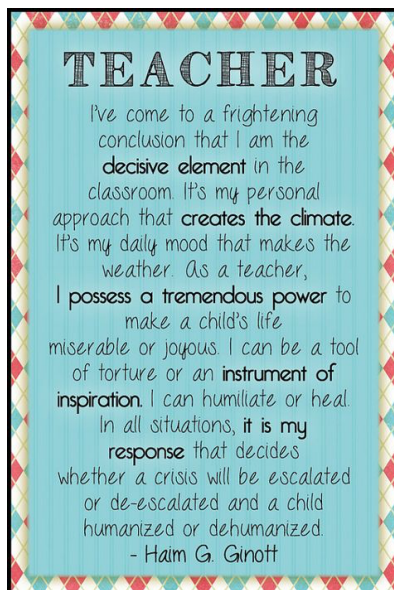 TEACHER
I've come to a frightening
conclusion that I am the
decisive element in the
classroom. It's my personal
approach that creates the climate.
It's my daily mood that makes the
weather. As a teacher,
I possess a tremendous power to
make a child's life
miserable or joyous. I can be a tool
of torture or an instrument of
inspiration. I can humiliate or heal.
In all situations, it is my
response that decides
whether a crisis will be escalated
or de-escalated and a child
humanized or dehumanized.
- Haim G. Ginott